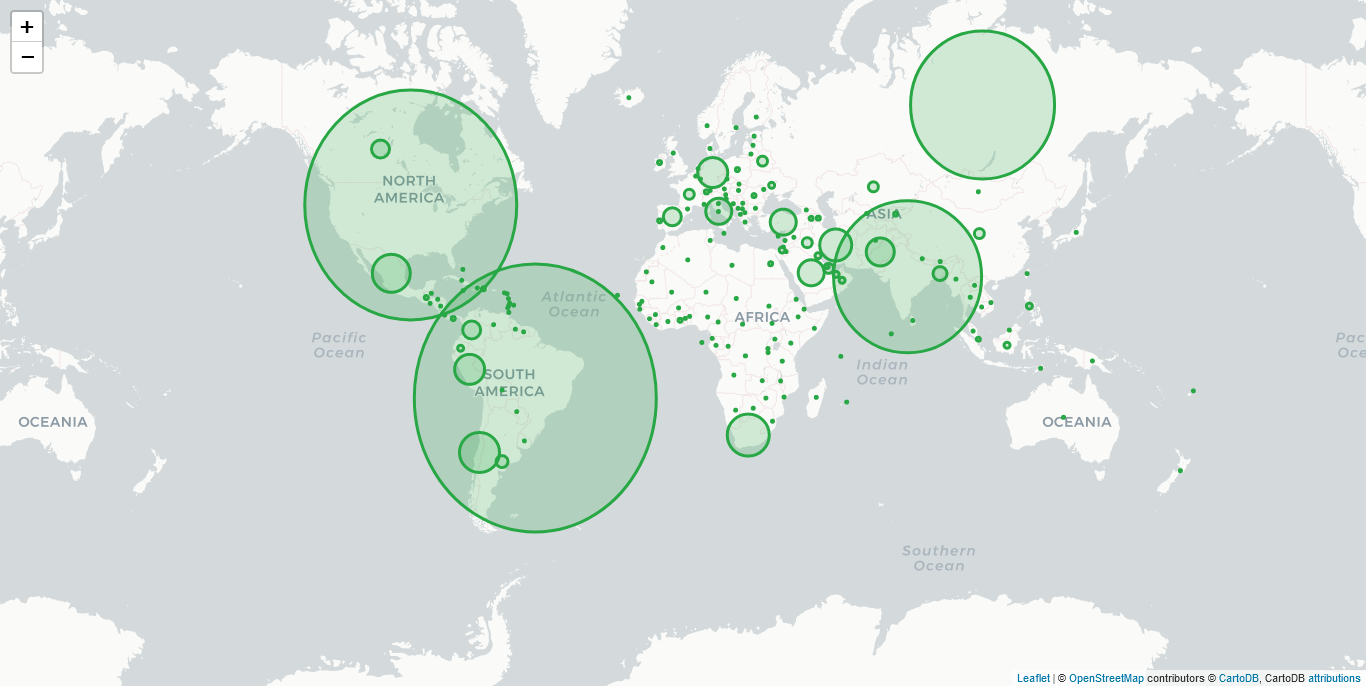 +
−
NORTH
AMERICA
ASIA
Atlantic
Ocean
AFRICA
Pacific
Ocean
Pac
Oce
Indian
Ocean
SOUTH
AMERICA
OCEANIA
OCEANIA
Southern
Ocean
Leaflet | © OpenStreetMap contributors © CartoDB, CartoDB attributions